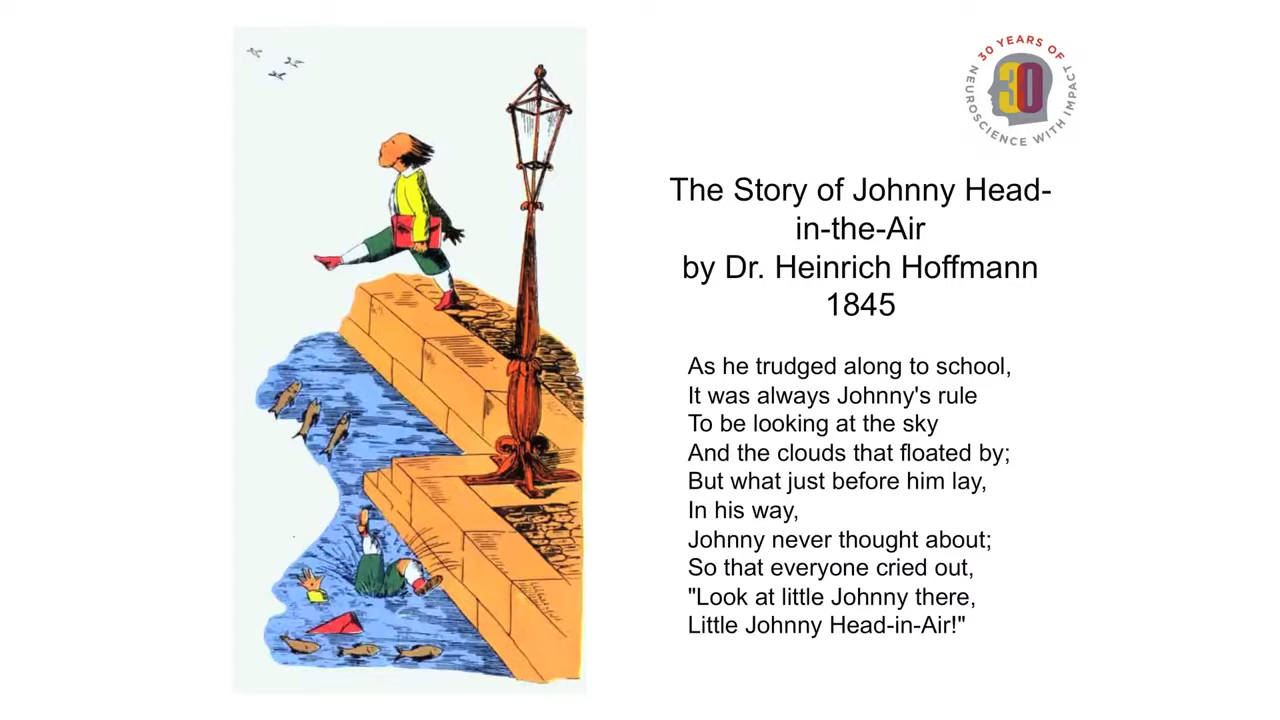 30 YEARS OF
NEUROSCIENCE WITH IMPACT
30
The Story of Johnny Head-
in-the-Air
by Dr. Heinrich Hoffmann
1845
As he trudged along to school,
It was always Johnny's rule
To be looking at the sky
And the clouds that floated by;
But what just before him lay,
In his way,
Johnny never thought about;
So that everyone cried out,
"Look at little Johnny there,
Little Johnny Head-in-Air!"